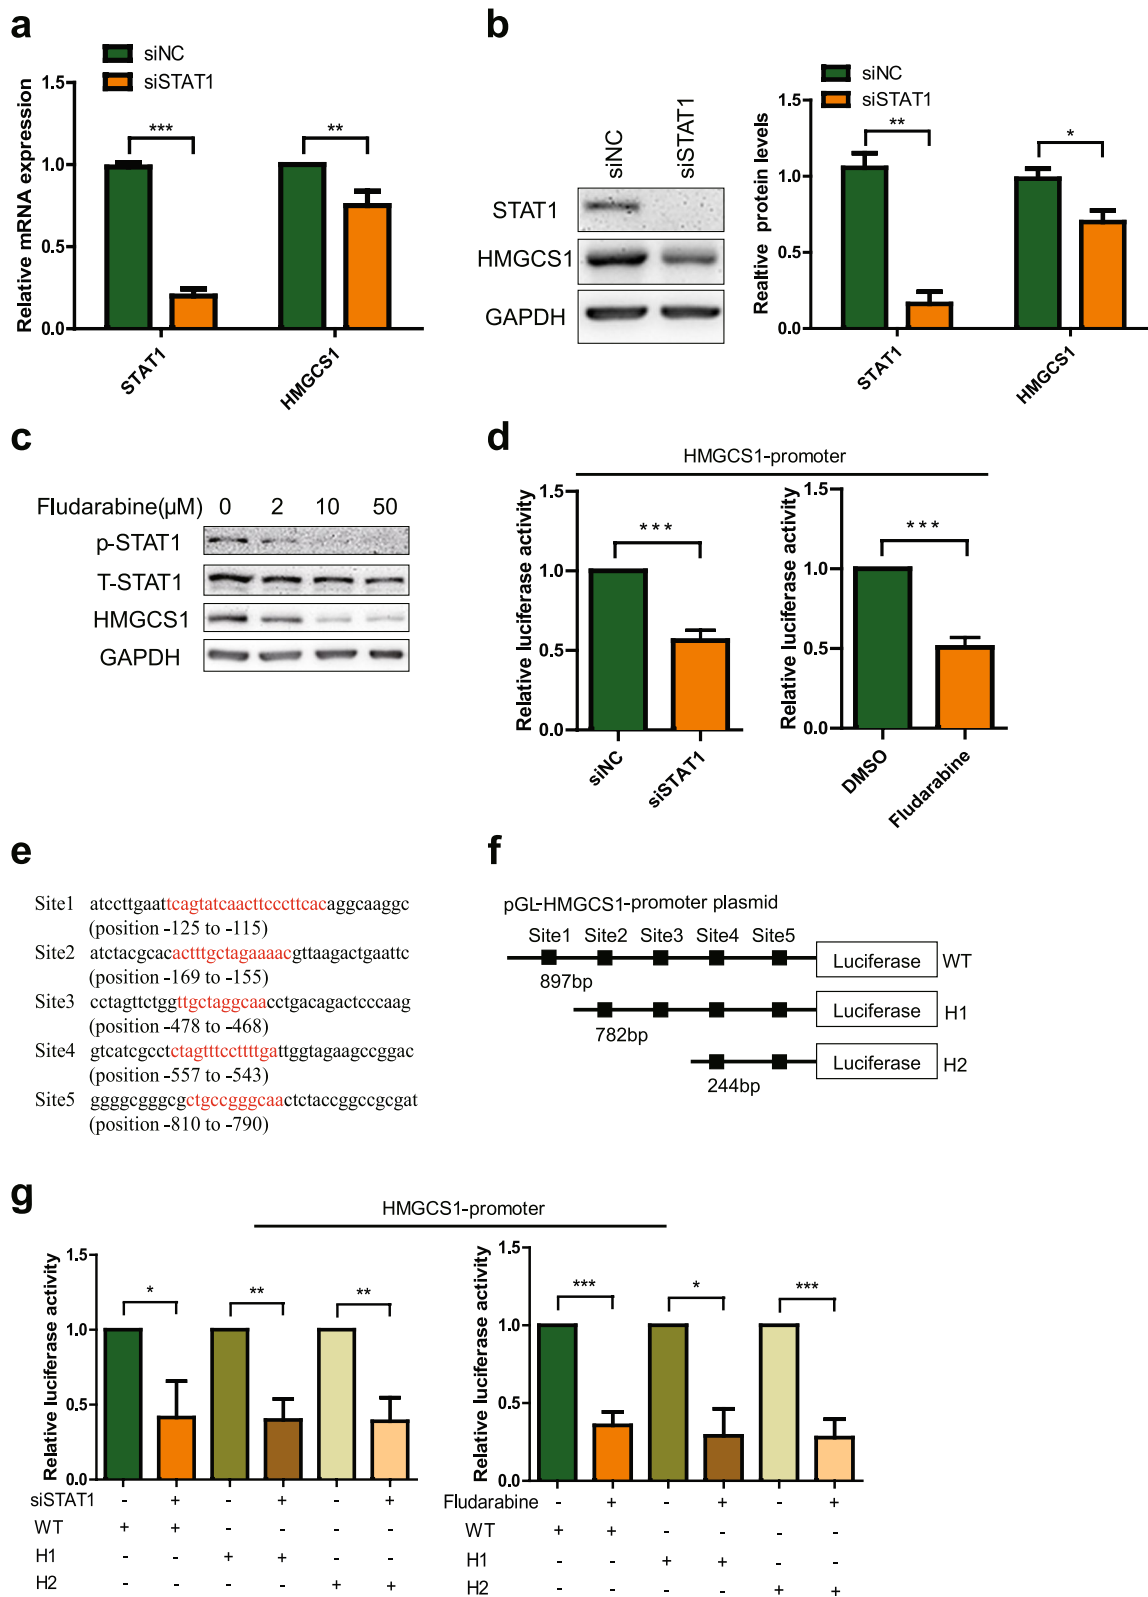 a
siNC
siSTAT1
Relative mRNA expression
1.5
1.0
0.5
0.0
***
**
STAT1
HMGCS1
b
siNC
siSTAT1
STAT1
HMGCS1
GAPDH
siNC
siSTAT1
Realtive protein levels
1.5
1.0
0.5
0.0
**
*
STAT1
HMGCS1
c
Fludarabine(μM) 0 2 10 50
p-STAT1
T-STAT1
HMGCS1
GAPDH
d
HMGCS1-promoter
Relative luciferase activity
1.5
1.0
0.5
0.0
***
siNC
siSTAT1
Relative luciferase activity
1.5
1.0
0.5
0.0
***
DMSO
Fludarabine
e
Site1 atccttgaattcagtatcaacttcccttcacaggcaaggc
(position -125 to -115)
Site2 atctacgcacactttgctagaaaacgttaagactgaattc
(position -169 to -155)
Site3 cctagttctggttgctaggcaacctgacagactcccaag
(position -478 to -468)
Site4 gtcatcgcctctagtttccttttgattggtagaagccggac
(position -557 to -543)
Site5 ggggcgggcgctgccgggcaactctaccggccgcgat
(position -810 to -790)
f
pGL-HMGCS1-promoter plasmid
Site1 Site2 Site3 Site4 Site5
Luciferase WT
897bp
Luciferase H1
782bp
Luciferase H2
244bp
g
HMGCS1-promoter
Relative luciferase activity
1.5
1.0
0.5
0.0
* ** **
siSTAT1 - + - + - +
WT + + - - - -
H1 - - + + - -
H2 - - - - + +
Relative luciferase activity
1.5
1.0
0.5
0.0
*** * ***
Fludarabine - + - + - +
WT + + - - - -
H1 - - + + - -
H2 - - - - + +